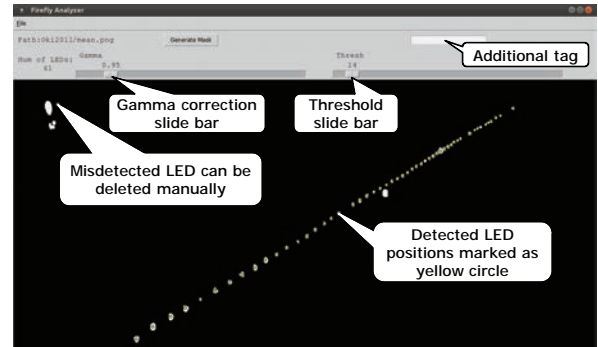 Firefly Analyzer
File
Path:Oki2011/mean.png
Generate Mask
Additional tag
Num of LEDs:
61
Gamma
0.95
Thresh
14
Gamma correction
slide bar
Threshold
slide bar
Misdetected LED can be
deleted manually
Detected LED
positions marked as
yellow circle